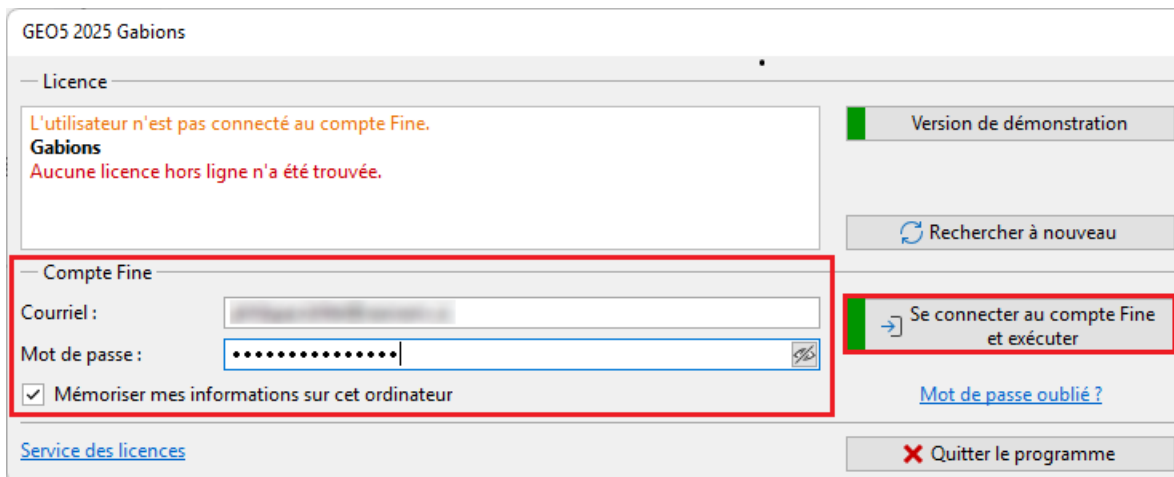 GEO5 2025 Gabions
Licence
L'utilisateur n'est pas connecté au compte Fine.
Gabions
Aucune licence hors ligne n'a été trouvée.
Version de démonstration
Rechercher à nouveau
Compte Fine
Courriel :
Mot de passe :
Mémoriser mes informations sur cet ordinateur
Se connecter au compte Fine
et exécuter
Mot de passe oublié ?
Service des licences
Quitter le programme